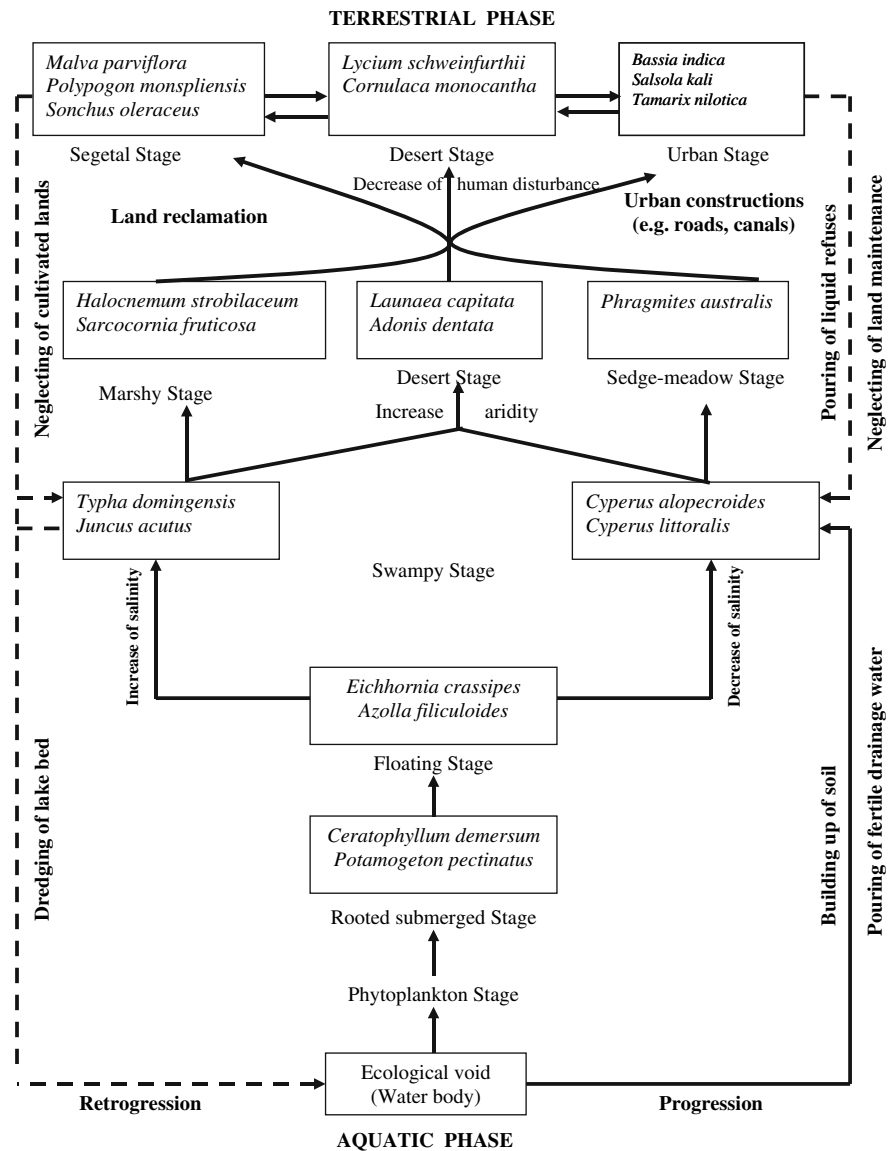 TERRESTRIAL PHASE
Malva parviflora
Polypogon monspliensis
Sonchus oleraceus
Lycium schweinfurthii
Cornulaca monocantha
Bassia indica
Salsola kali
Tamarix nilotica
Segetal Stage
Desert Stage
Urban Stage
Decrease of human disturbance
Land reclamation
Urban constructions
(e.g. roads, canals)
Neglecting of cultivated lands
Pouring of liquid refuses
Neglecting of land maintenance
Halocnemum strobilaceum
Sarcocornia fruticosa
Launaea capitata
Adonis dentata
Phragmites australis
Marshy Stage
Desert Stage
Sedge-meadow Stage
Increase aridity
Typha domingensis
Juncus acutus
Cyperus alopecroides
Cyperus littoralis
Swampy Stage
Increase of salinity
Decrease of salinity
Eichhornia crassipes
Azolla filiculoides
Floating Stage
Dredging of lake bed
Building up of soil
Pouring of fertile drainage water
Ceratophyllum demersum
Potamogeton pectinatus
Rooted submerged Stage
Phytoplankton Stage
Ecological void
(Water body)
Retrogression
Progression
AQUATIC PHASE